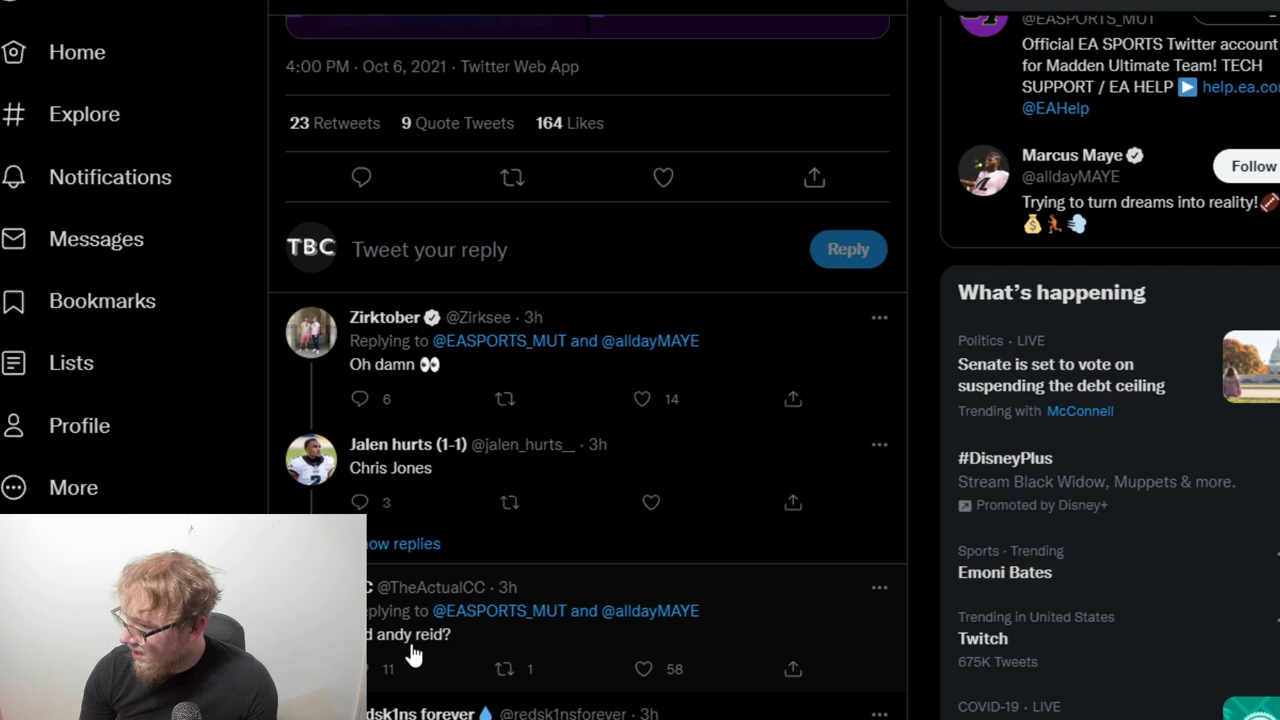 Home
Explore
Notifications
Messages
Bookmarks
Lists
Profile
More
4:00 PM · Oct 6, 2021 · Twitter Web App
23 Retweets 9 Quote Tweets 164 Likes
TBC
Tweet your reply
Reply
Zirktober @Zirksee · 3h
Replying to @EASPORTS_MUT and @alldayMAYE
Oh damn 👀
6
14
Jalen hurts (1-1) @jalen_hurts__ · 3h
Chris Jones
3
replies
@TheActualCC · 3h
to @EASPORTS_MUT and @alldayMAYE
andy reid?
11
1
58
forever 💧 @redsk1nsforever · 3h
@EASPORTS_MUT
Official EA SPORTS Twitter account
for Madden Ultimate Team! TECH
SUPPORT / EA HELP ▶️ help.ea.co
@EAHelp
Marcus Maye
@alldayMAYE
Follow
Trying to turn dreams into reality!🏈
💰🏃💨
What's happening
Politics · LIVE
Senate is set to vote on
suspending the debt ceiling
Trending with McConnell
#DisneyPlus
Stream Black Widow, Muppets & more.
Promoted by Disney+
Sports · Trending
Emoni Bates
Trending in United States
Twitch
675K Tweets
COVID-19 · LIVE